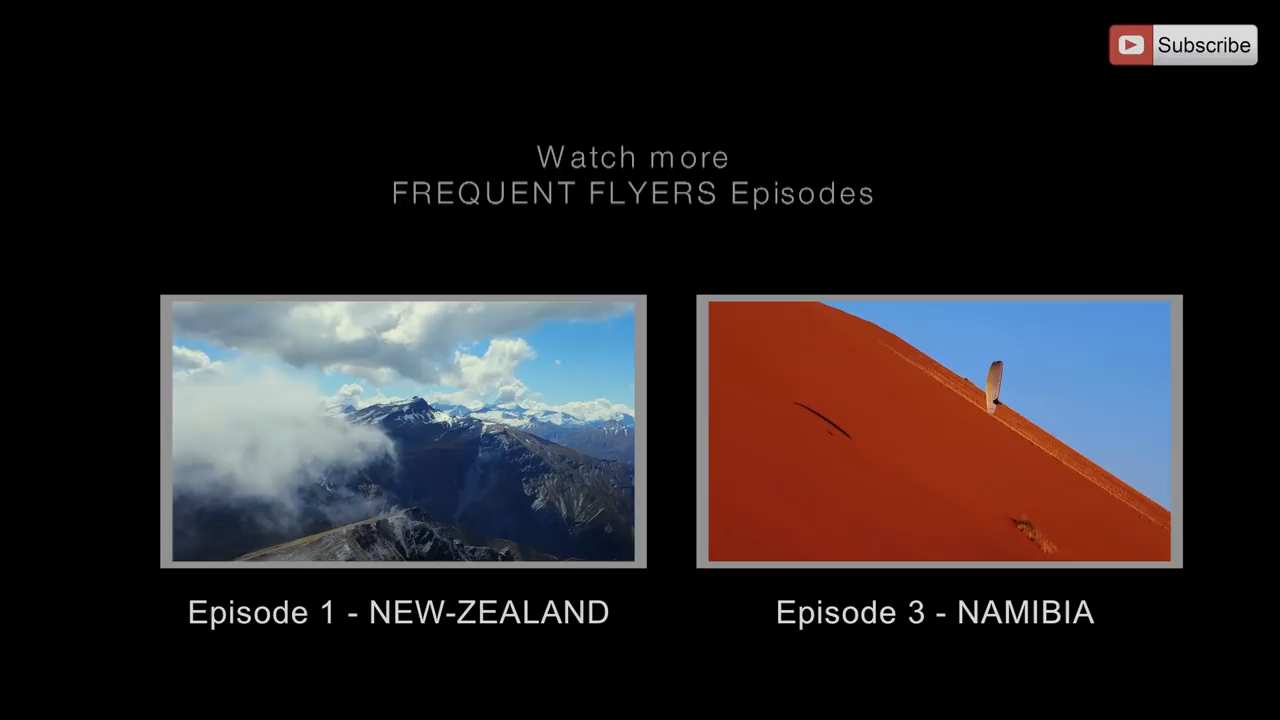 Subscribe
Watch more
FREQUENT FLYERS Episodes
Episode 1 - NEW-ZEALAND
Episode 3 - NAMIBIA